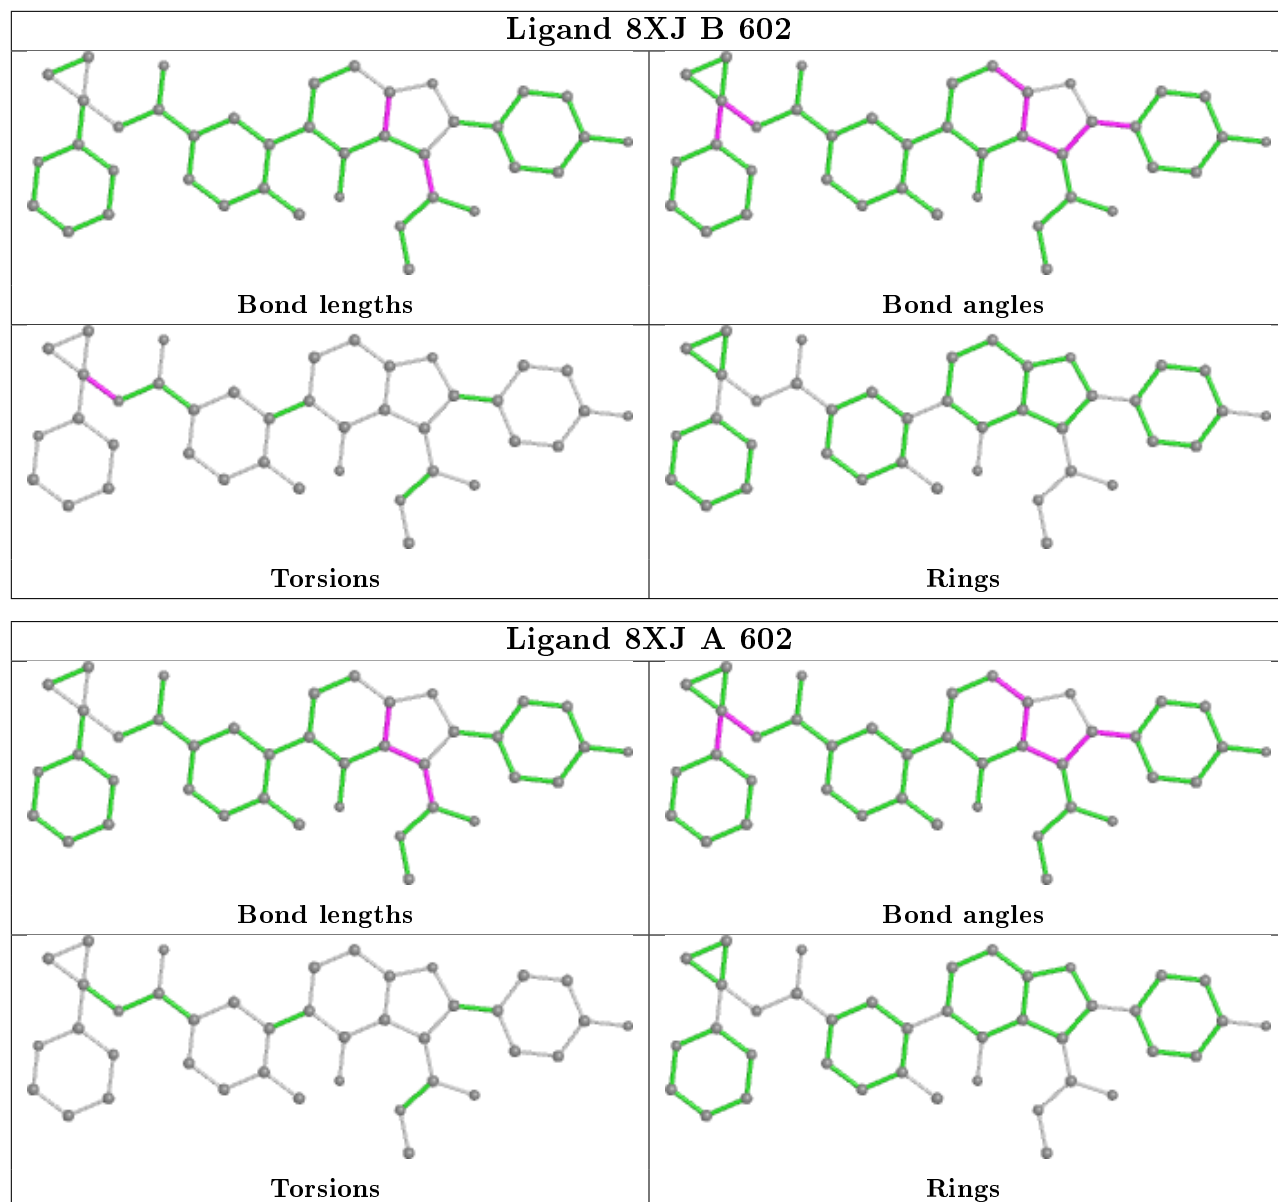 Ligand 8XJ B 602
Bond lengths
Bond angles
Torsions
Rings
Ligand 8XJ A 602
Bond lengths
Bond angles
Torsions
Rings